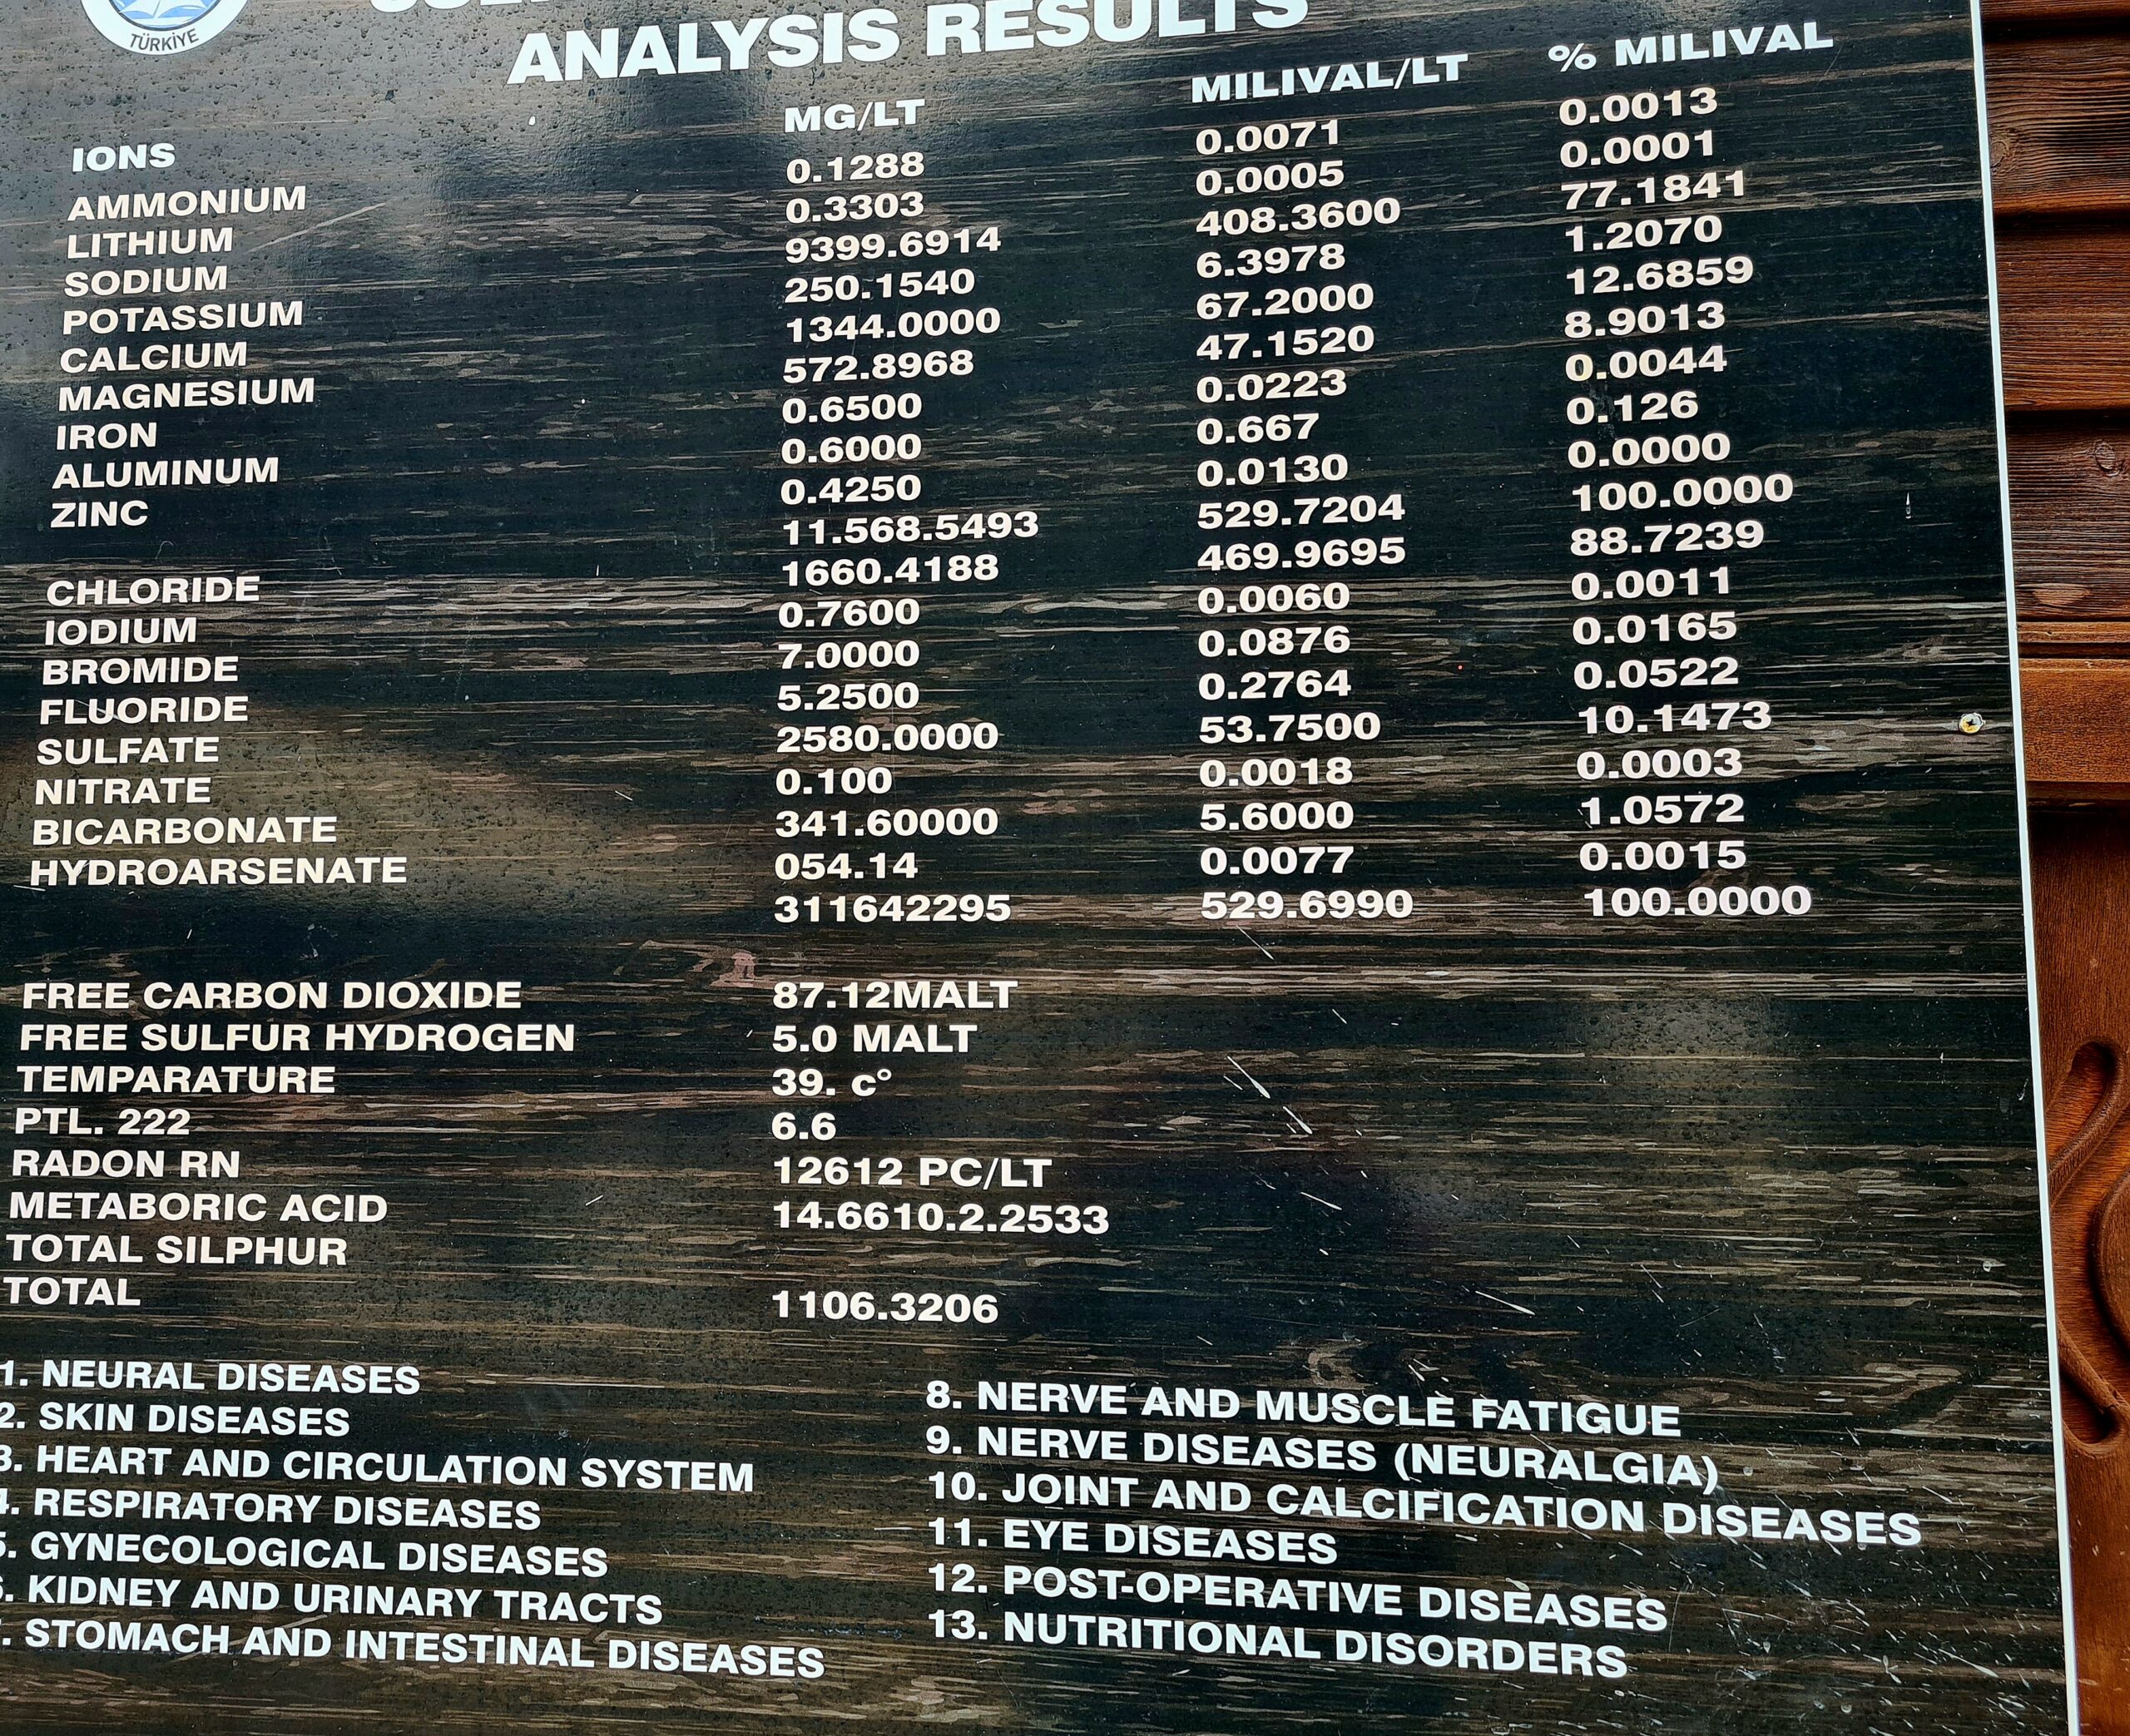 TÜRKİYE
ANALYSIS RESULTS
IONS MG/LT MILIVAL/LT % MILIVAL
AMMONIUM 0.1288 0.0071 0.0013
LITHIUM 0.3303 0.0005 0.0001
SODIUM 9399.6914 408.3600 77.1841
POTASSIUM 250.1540 6.3978 1.2070
CALCIUM 1344.0000 67.2000 12.6859
MAGNESIUM 572.8968 47.1520 8.9013
IRON 0.6500 0.0223 0.0044
ALUMINUM 0.6000 0.667 0.126
ZINC 0.4250 0.0130 0.0000
11.568.5493 529.7204 100.0000
CHLORIDE 1660.4188 469.9695 88.7239
IODIUM 0.7600 0.0060 0.0011
BROMIDE 7.0000 0.0876 0.0165
FLUORIDE 5.2500 0.2764 0.0522
SULFATE 2580.0000 53.7500 10.1473
NITRATE 0.100 0.0018 0.0003
BICARBONATE 341.60000 5.6000 1.0572
HYDROARSENATE 054.14 0.0077 0.0015
311642295 529.6990 100.0000
FREE CARBON DIOXIDE 87.12MALT
FREE SULFUR HYDROGEN 5.0 MALT
TEMPARATURE 39. c°
PTL. 222 6.6
RADON RN 12612 PC/LT
METABORIC ACID 14.6610.2.2533
TOTAL SILPHUR
TOTAL 1106.3206
1. NEURAL DISEASES
2. SKIN DISEASES
3. HEART AND CIRCULATION SYSTEM
4. RESPIRATORY DISEASES
5. GYNECOLOGICAL DISEASES
. KIDNEY AND URINARY TRACTS
. STOMACH AND INTESTINAL DISEASES
8. NERVE AND MUSCLE FATIGUE
9. NERVE DISEASES (NEURALGIA)
10. JOINT AND CALCIFICATION DISEASES
11. EYE DISEASES
12. POST-OPERATIVE DISEASES
13. NUTRITIONAL DISORDERS